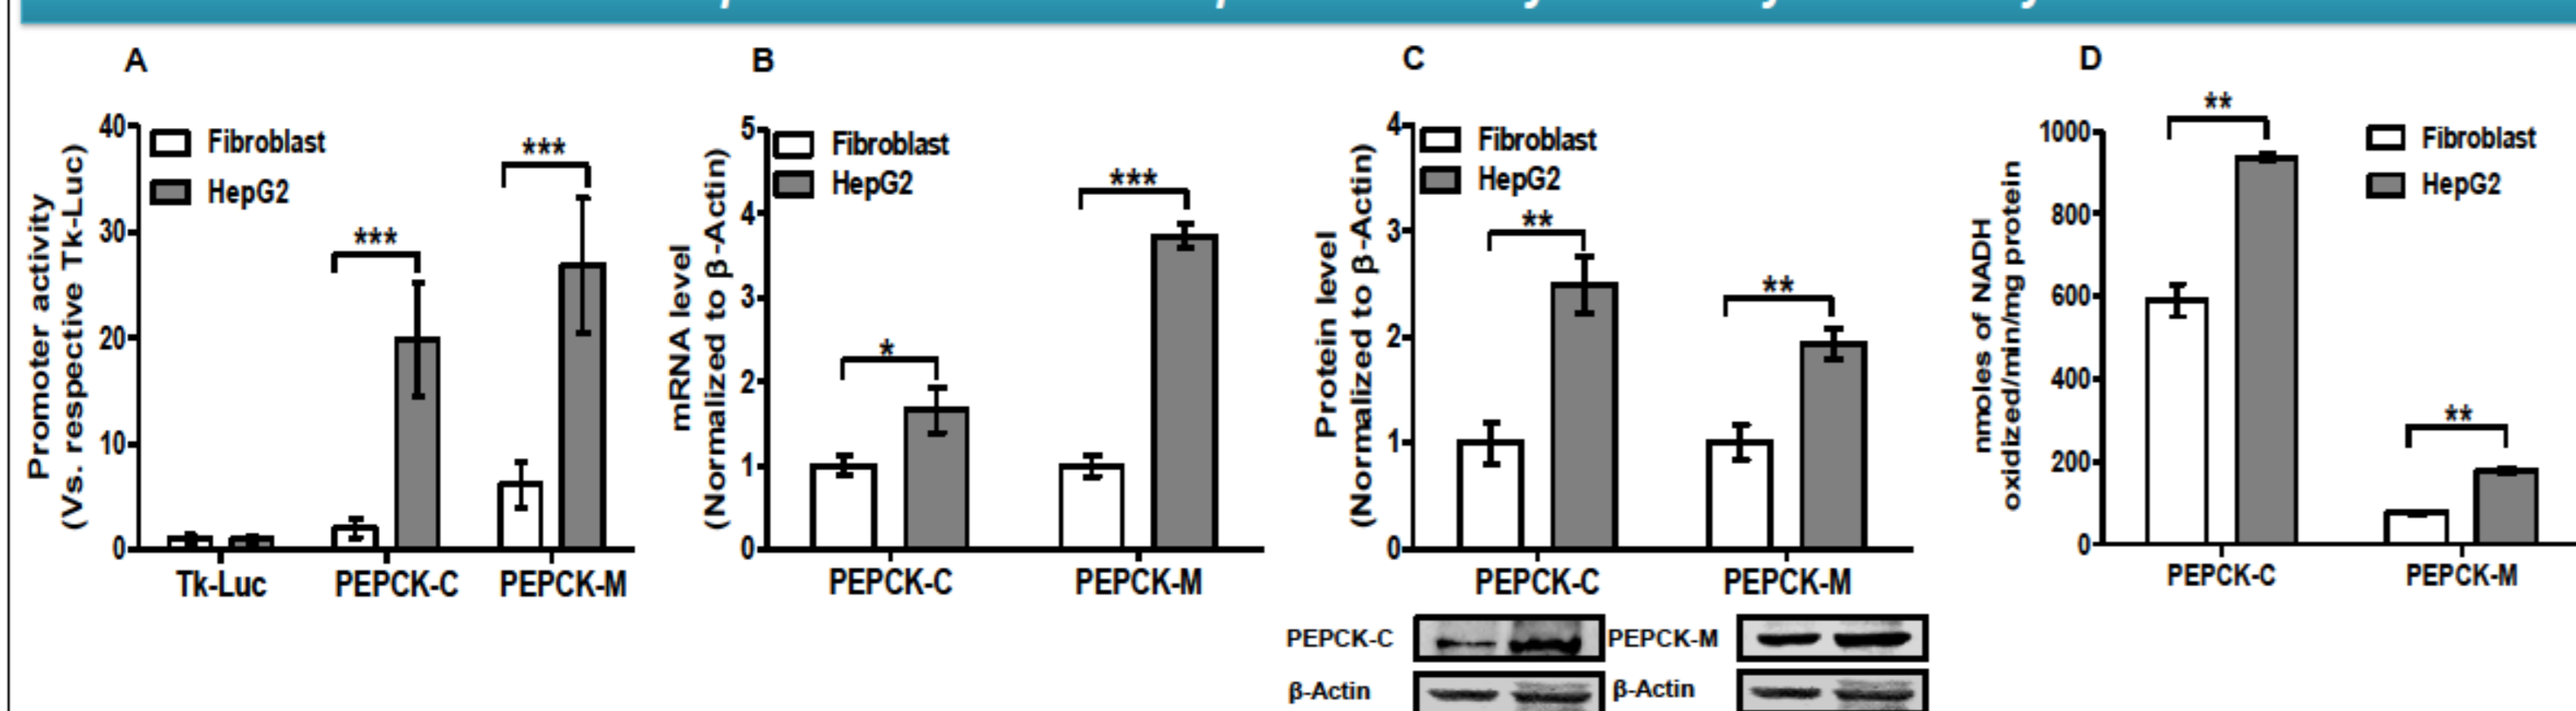 A
Promoter activity
(Vs. respective Tk-Luc)
40
30
20
10
0
Fibroblast
HepG2
***
***
Tk-Luc PEPCK-C PEPCK-M
B
mRNA level
(Normalized to β-Actin)
5
4
3
2
1
0
Fibroblast
HepG2
*
***
PEPCK-C PEPCK-M
C
Protein level
(Normalized to β-Actin)
4
3
2
1
0
Fibroblast
HepG2
**
**
PEPCK-C PEPCK-M
PEPCK-C PEPCK-M
β-Actin β-Actin
D
nmoles of NADH
oxidized/min/mg protein
1000
800
600
400
200
0
Fibroblast
HepG2
**
**
PEPCK-C PEPCK-M